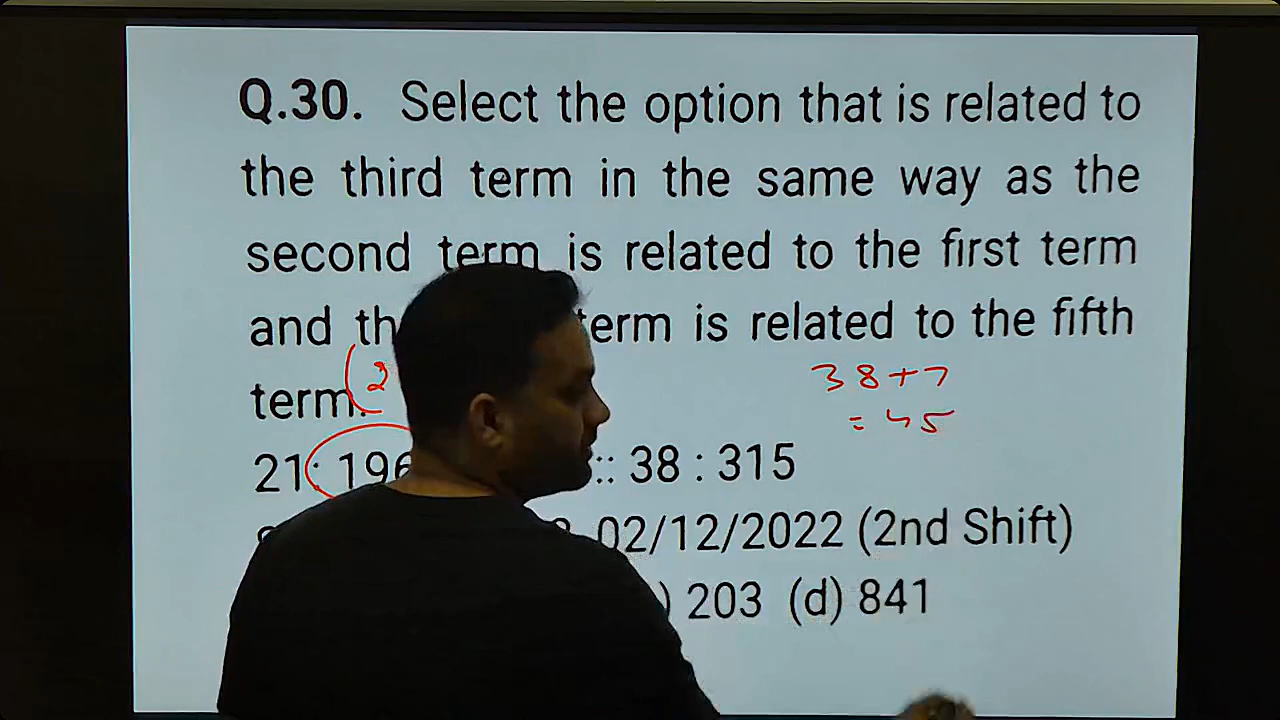 Q.30. Select the option that is related to
the third term in the same way as the
second term is related to the first term
and term is related to the fifth
term.
(2
38+7
= 45
21 : 196 :: 38 : 315
02/12/2022 (2nd Shift)
) 203 (d) 841